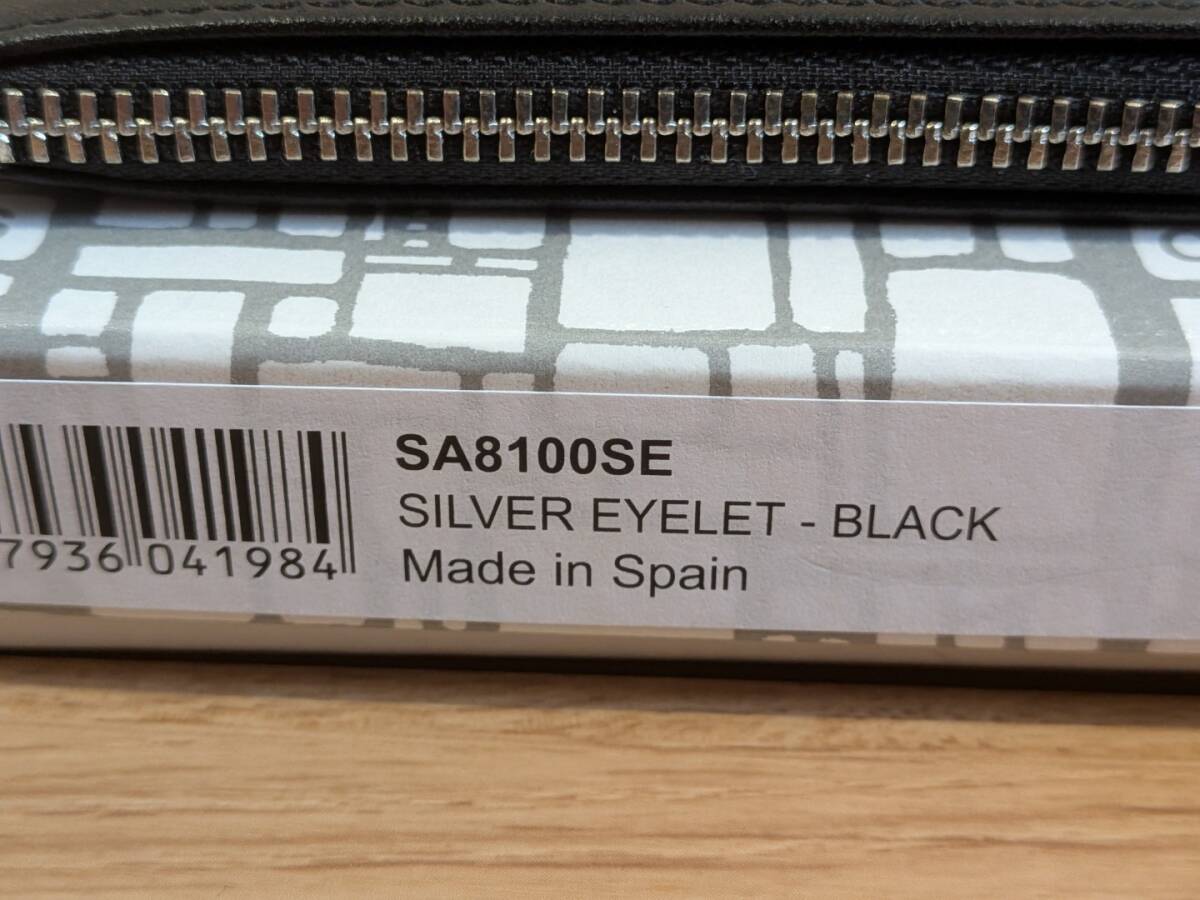 SA8100SE
SILVER EYELET - BLACK
Made in Spain
7936 041984